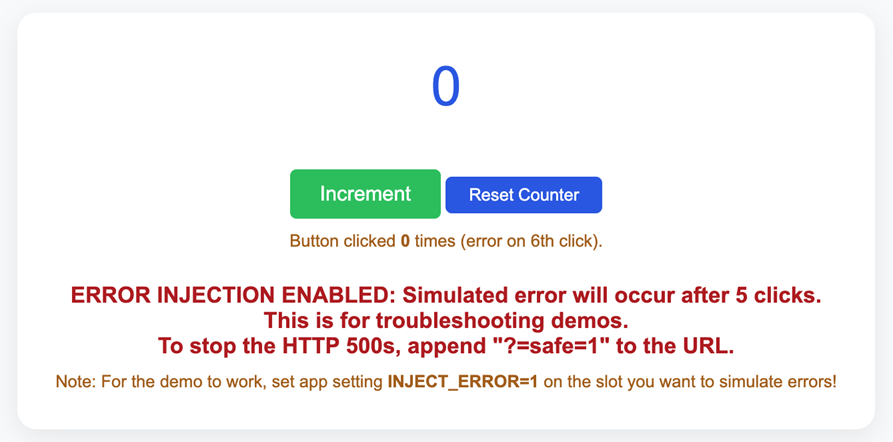 0
Increment
Reset Counter
Button clicked 0 times (error on 6th click).
ERROR INJECTION ENABLED: Simulated error will occur after 5 clicks.
This is for troubleshooting demos.
To stop the HTTP 500s, append "?=safe=1" to the URL.
Note: For the demo to work, set app setting INJECT_ERROR=1 on the slot you want to simulate errors!